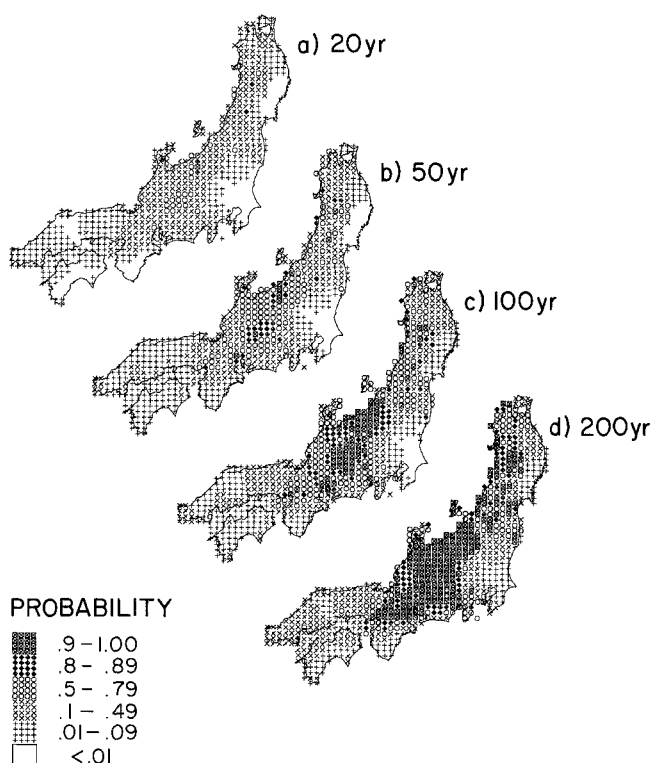 a) 20yr
b) 50yr
c) 100yr
d) 200yr
PROBABILITY
.9 - 1.00
.8 - .89
.5 - .79
.1 - .49
.01 - .09
<.01